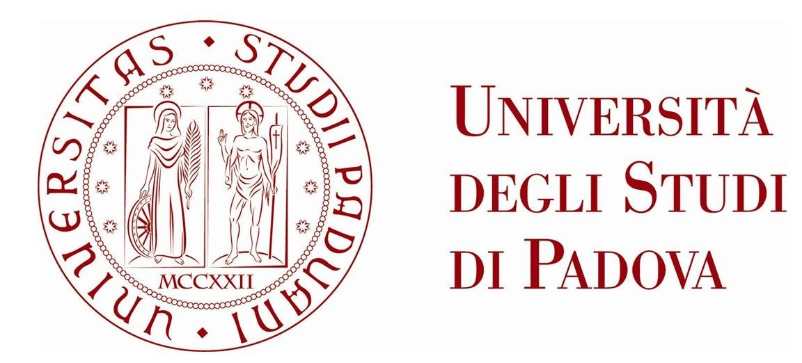 UNIVERSITAS · STUDII PADUANI ·
MCCXXII
UNIVERSITÀ
DEGLI STUDI
DI PADOVA